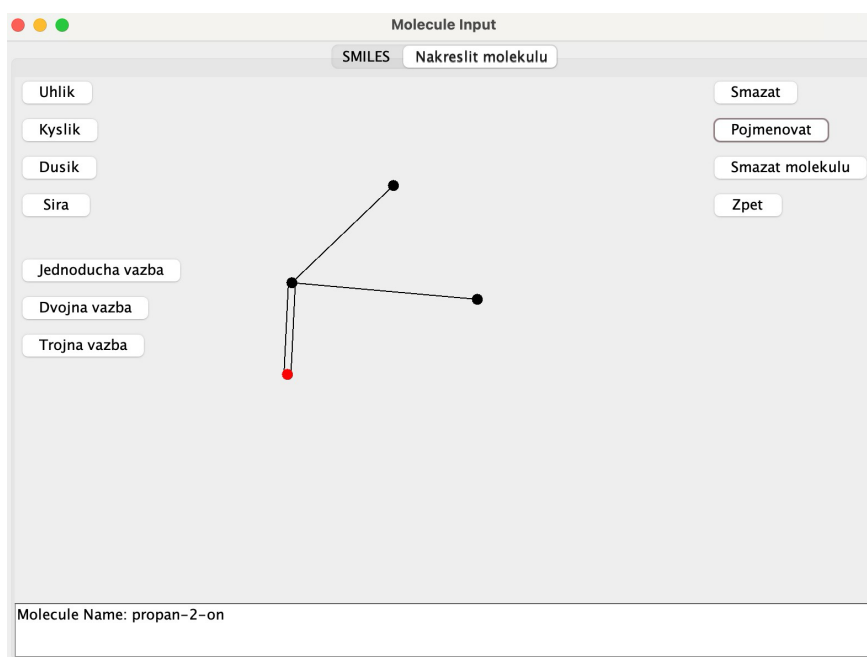 Molecule Input
SMILES Nakreslit molekulu
Uhlik
Kyslik
Dusik
Sira
Jednoducha vazba
Dvojna vazba
Trojna vazba
Smazat
Pojmenovat
Smazat molekulu
Zpet
Molecule Name: propan-2-on